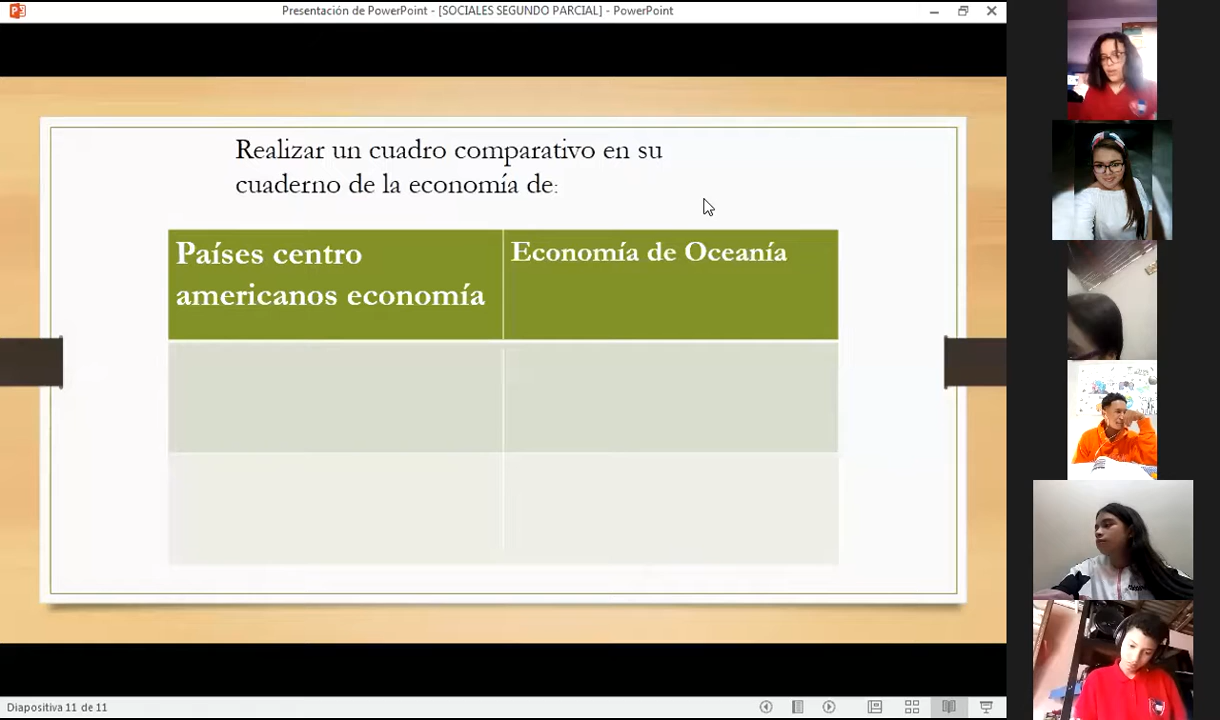 Presentación de PowerPoint - [SOCIALES SEGUNDO PARCIAL] - PowerPoint
Realizar un cuadro comparativo en su
cuaderno de la economía de:
Países centro
americanos economía
Economía de Oceanía
Diapositiva 11 de 11